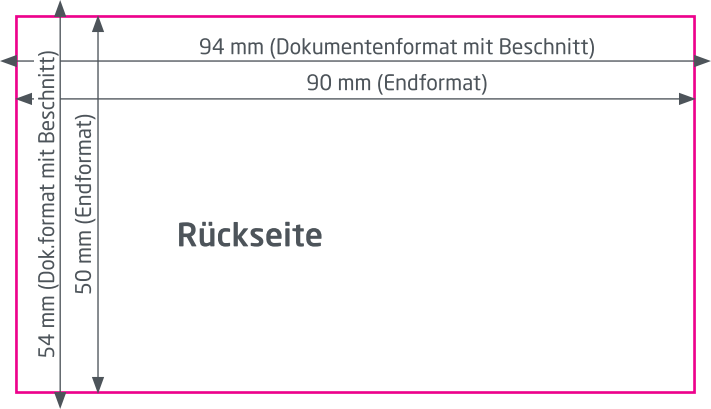 94 mm (Dokumentenformat mit Beschnitt)
90 mm (Endformat)
54 mm (Dok.format mit Beschnitt)
50 mm (Endformat)
Rückseite